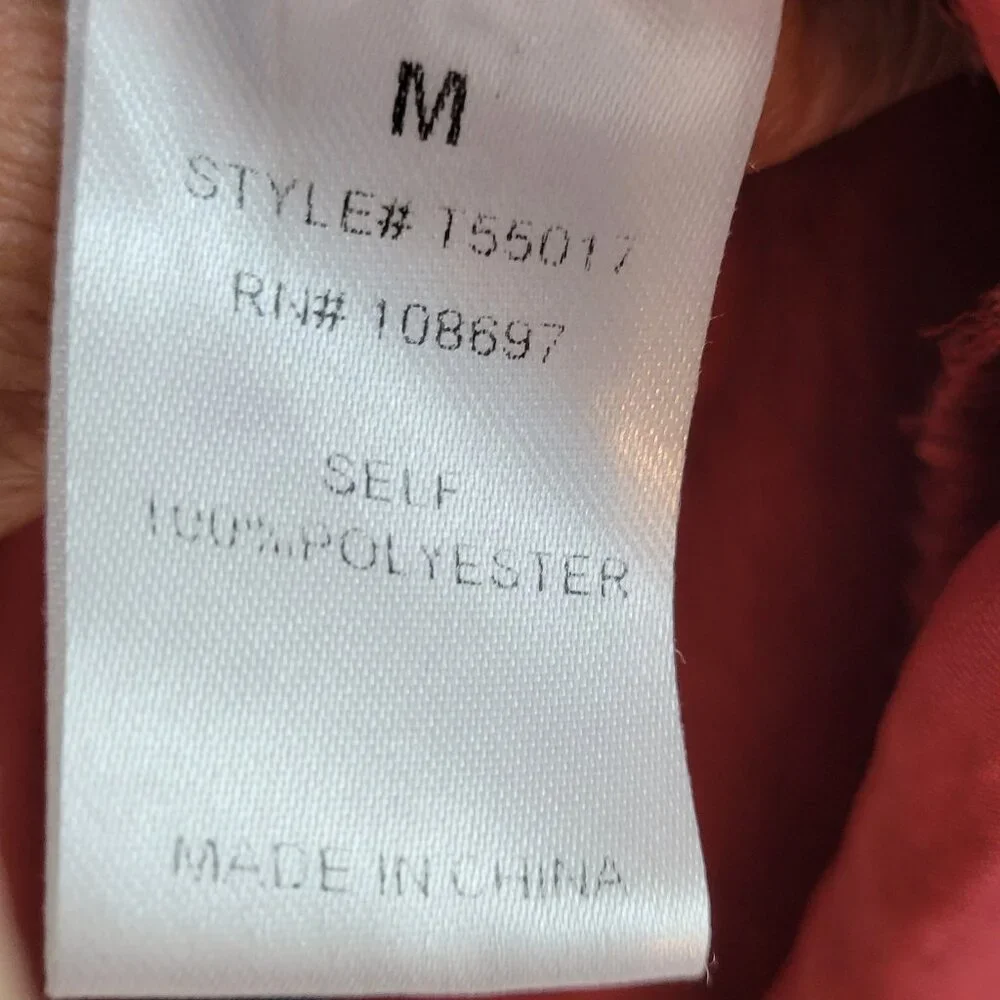 M
STYLE# T55017
RN# 108697
SELF
100%POLYESTER
MADE IN CHINA